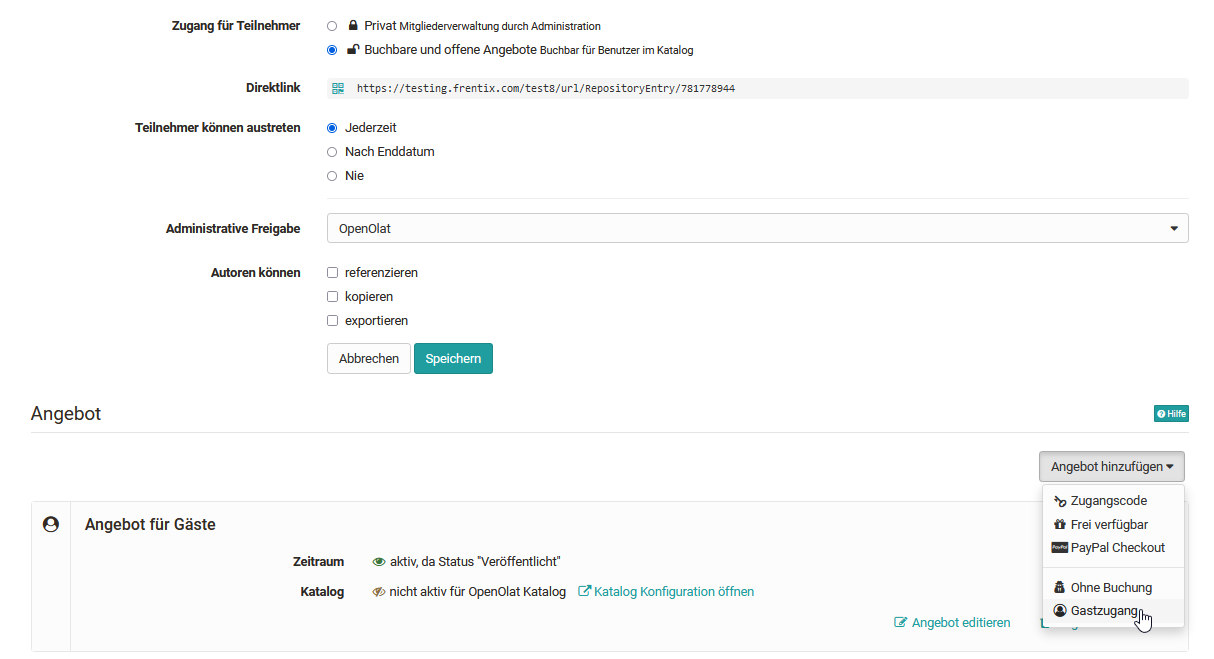 Zugang für Teilnehmer
Privat Mitgliederverwaltung durch Administration
Buchbare und offene Angebote Buchbar für Benutzer im Katalog
Direktlink
https://testing.frentix.com/test8/url/RepositoryEntry/781778944
Teilnehmer können austreten
Jederzeit
Nach Enddatum
Nie
Administrative Freigabe
OpenOlat
Autoren können
referenzieren
kopieren
exportieren
Abbrechen Speichern
Angebot
Hilfe
Angebot hinzufügen
Zugangscode
Frei verfügbar
PayPal PayPal Checkout
Ohne Buchung
Gastzugang
Angebot für Gäste
Zeitraum
aktiv, da Status "Veröffentlicht"
Katalog
nicht aktiv für OpenOlat Katalog Katalog Konfiguration öffnen
Angebot editieren